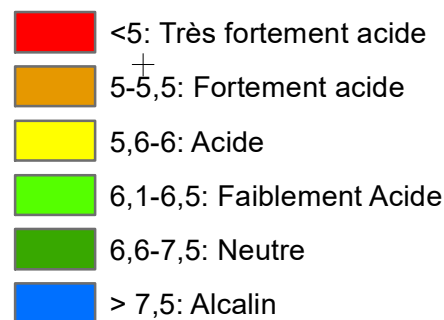 <5: Très fortement acide
5-5,5: Fortement acide
5,6-6: Acide
6,1-6,5: Faiblement Acide
6,6-7,5: Neutre
> 7,5: Alcalin